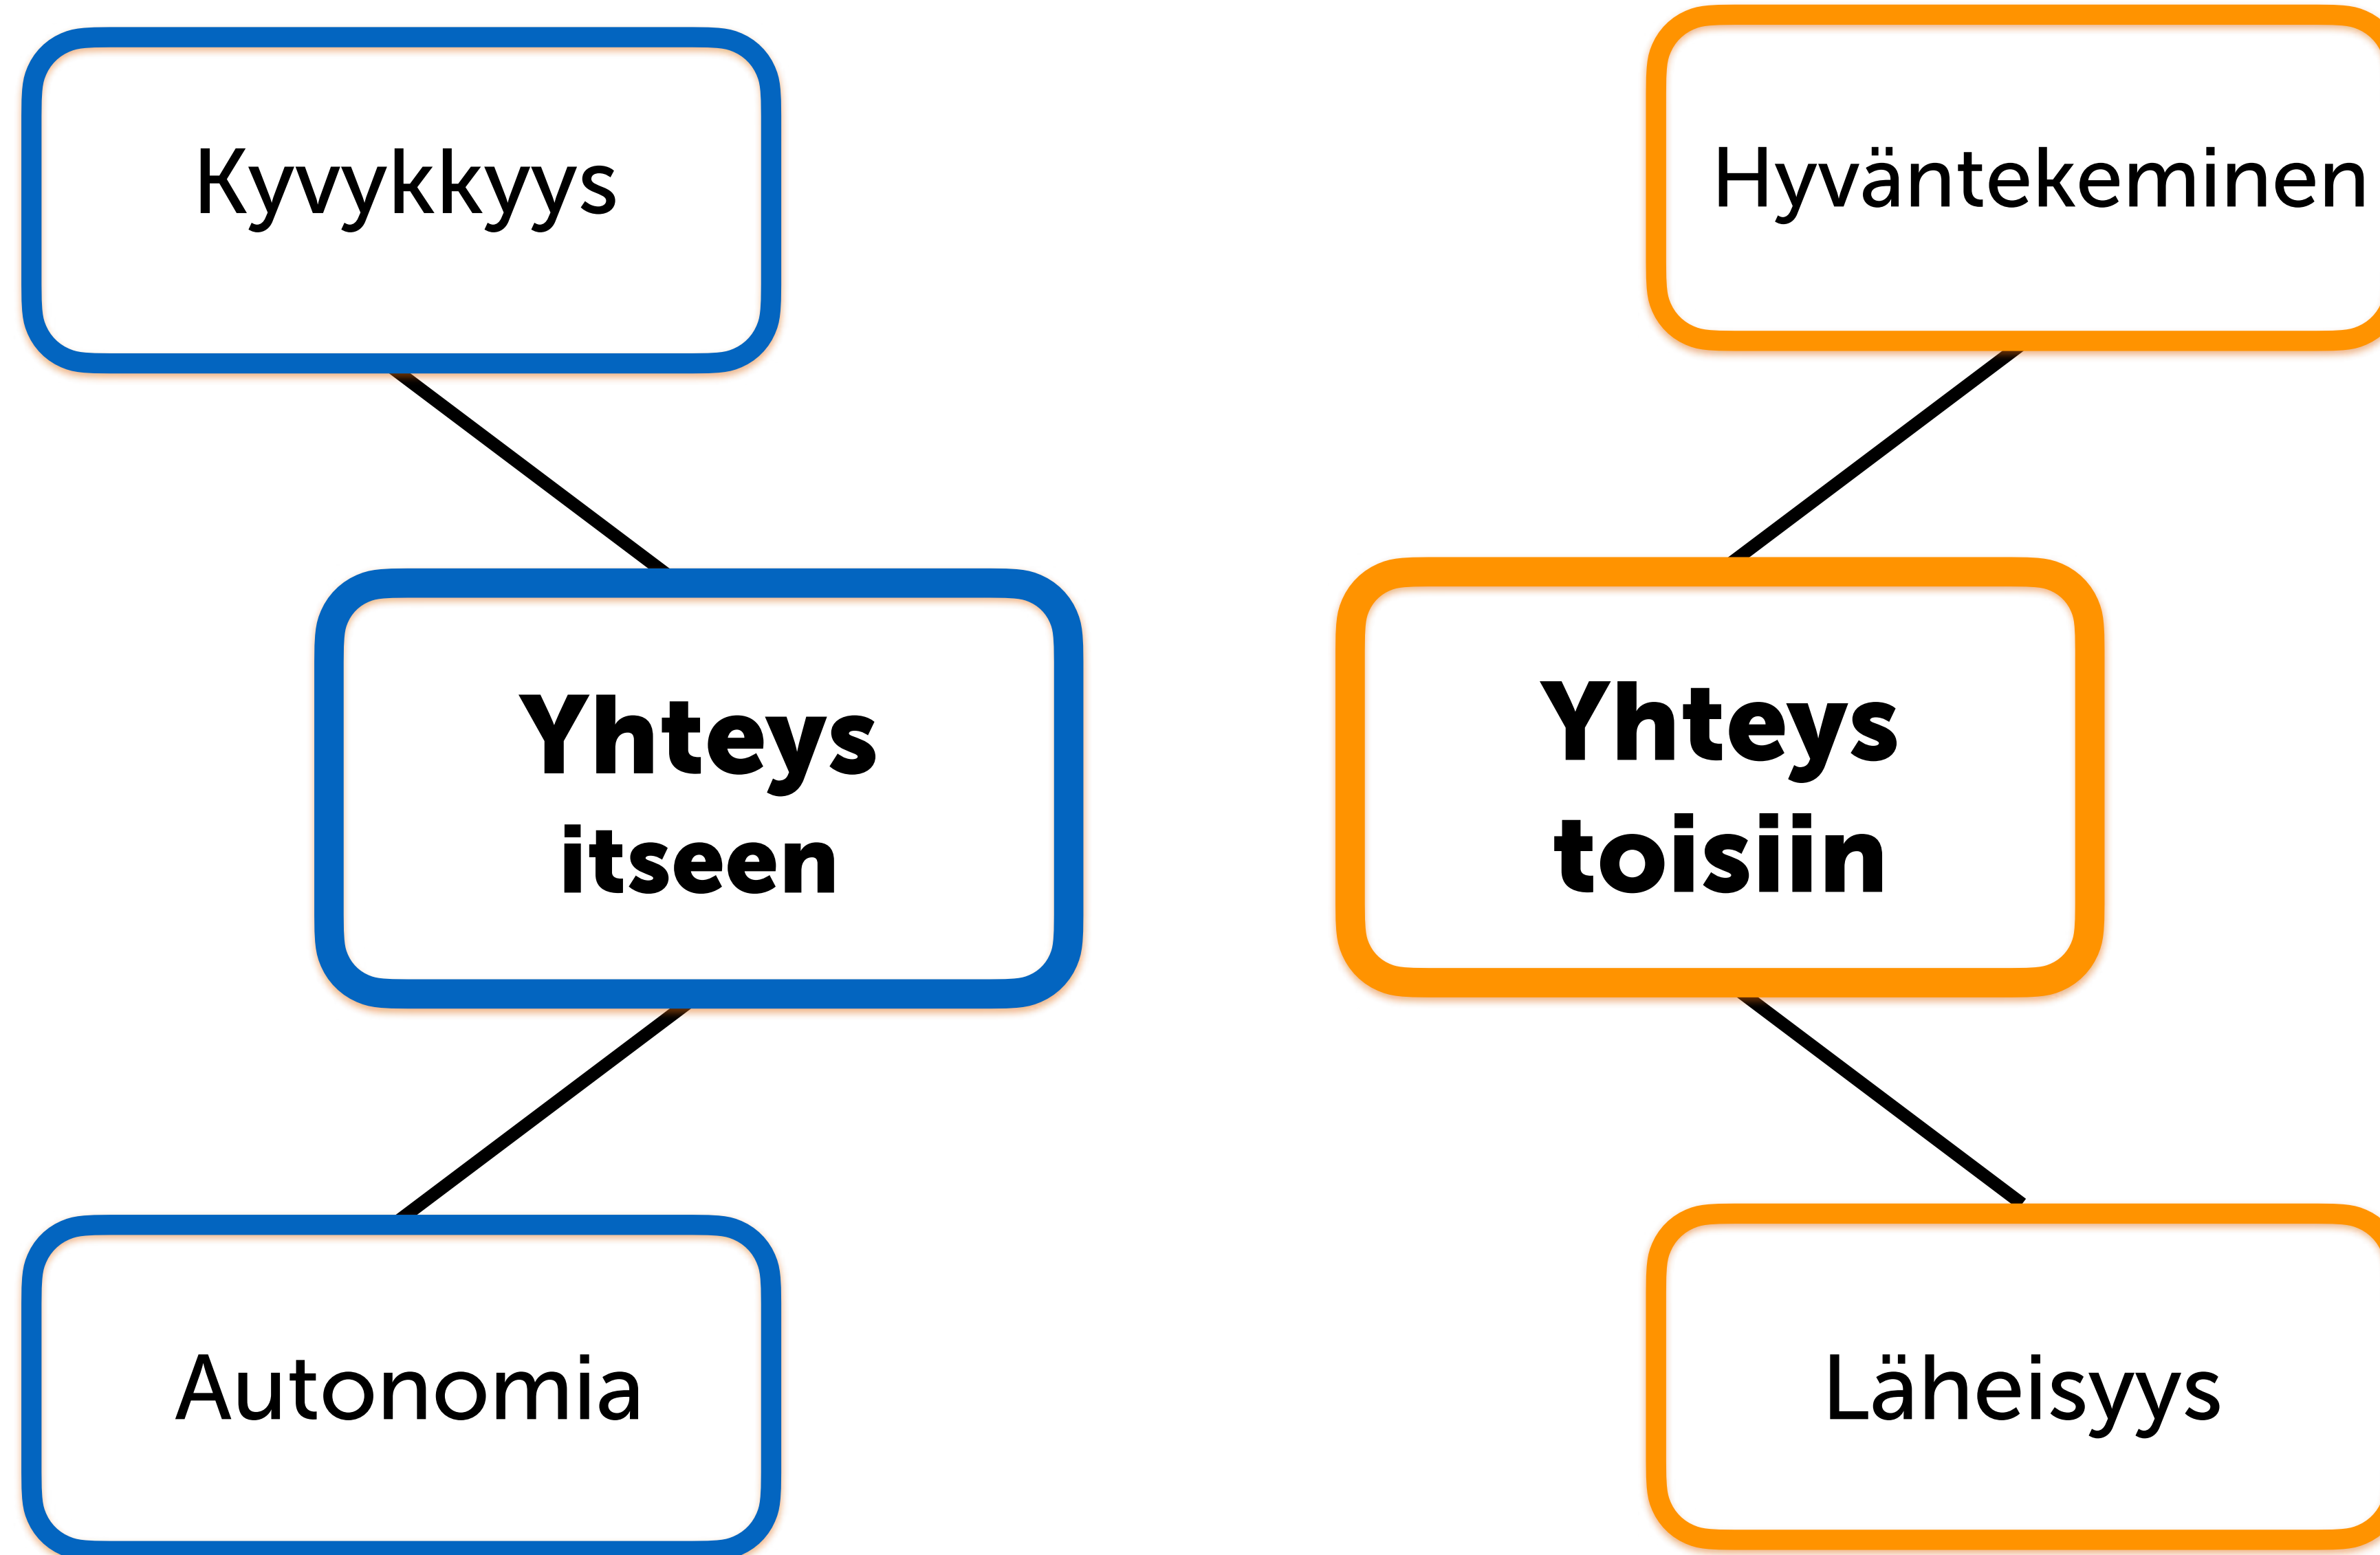 Kyvykkyys
Hyväntekeminen
Yhteys
itseen
Yhteys
toisiin
Autonomia
Läheisyys